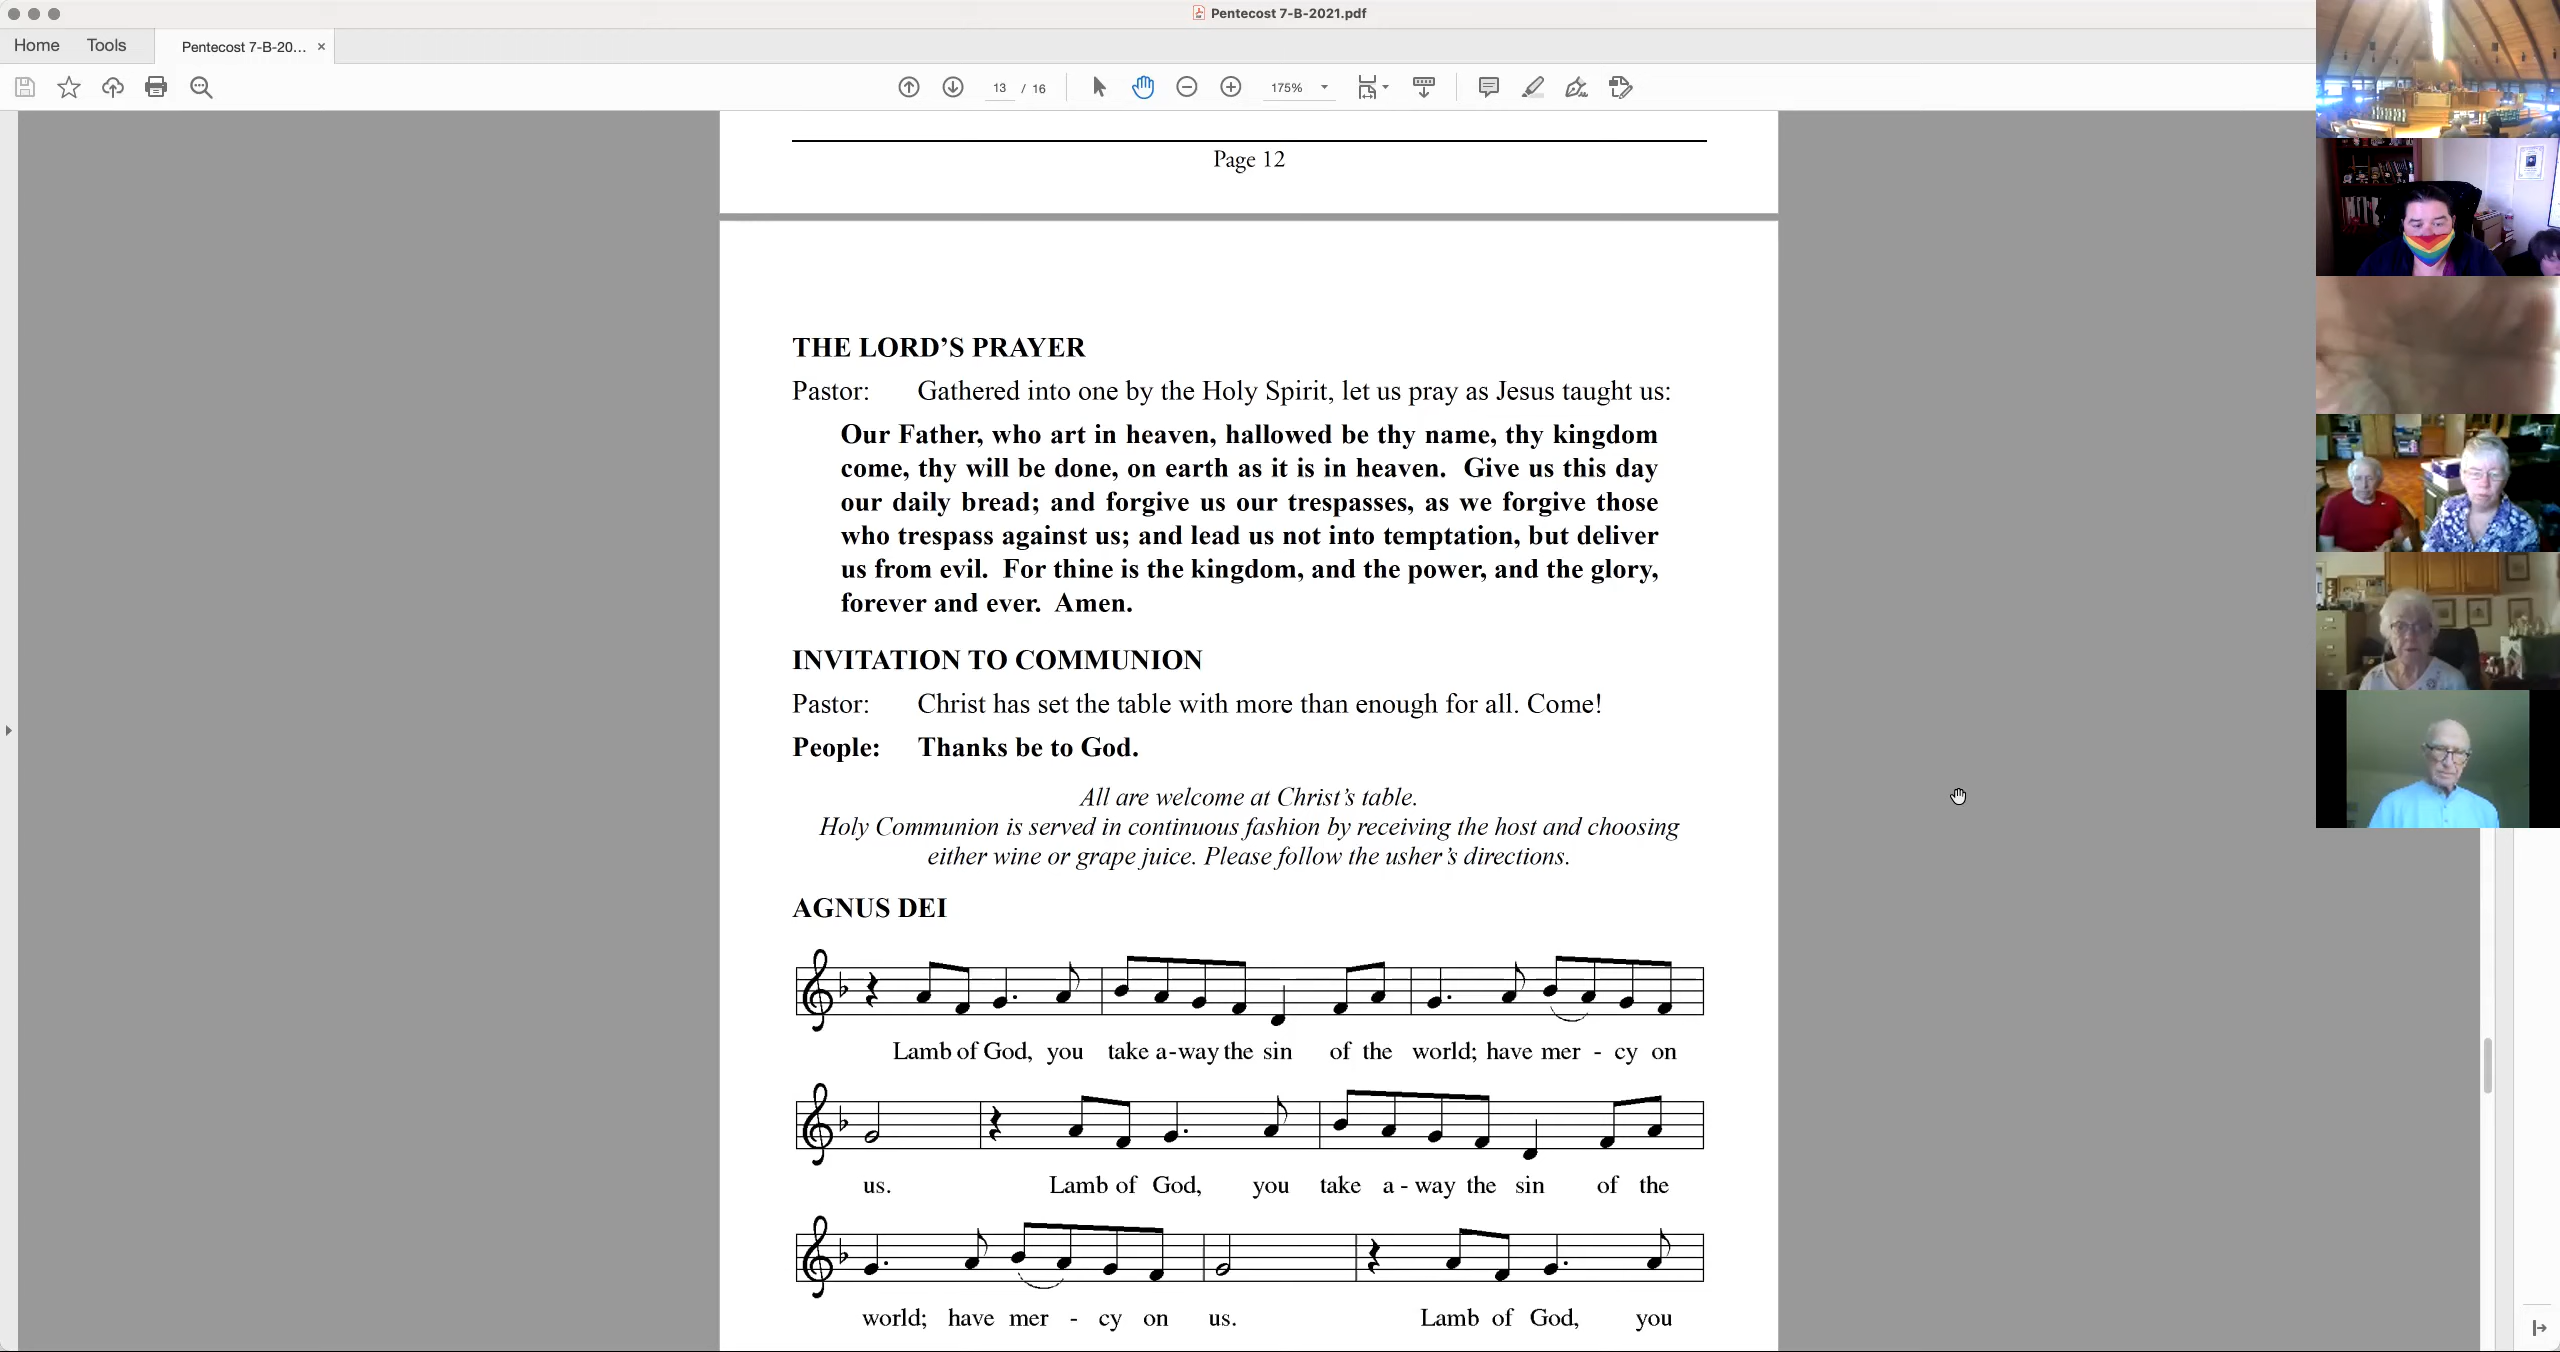 Pentecost 7-B-2021.pdf
Home Tools Pentecost 7-B-20... ×
13 / 16 175%
Page 12
THE LORD’S PRAYER
Pastor: Gathered into one by the Holy Spirit, let us pray as Jesus taught us:
Our Father, who art in heaven, hallowed be thy name, thy kingdom
come, thy will be done, on earth as it is in heaven. Give us this day
our daily bread; and forgive us our trespasses, as we forgive those
who trespass against us; and lead us not into temptation, but deliver
us from evil. For thine is the kingdom, and the power, and the glory,
forever and ever. Amen.
INVITATION TO COMMUNION
Pastor: Christ has set the table with more than enough for all. Come!
People: Thanks be to God.
All are welcome at Christ’s table.
Holy Communion is served in continuous fashion by receiving the host and choosing
either wine or grape juice. Please follow the usher’s directions.
AGNUS DEI
Lamb of God, you take a-way the sin of the world; have mer - cy on
us. Lamb of God, you take a - way the sin of the
world; have mer - cy on us. Lamb of God, you